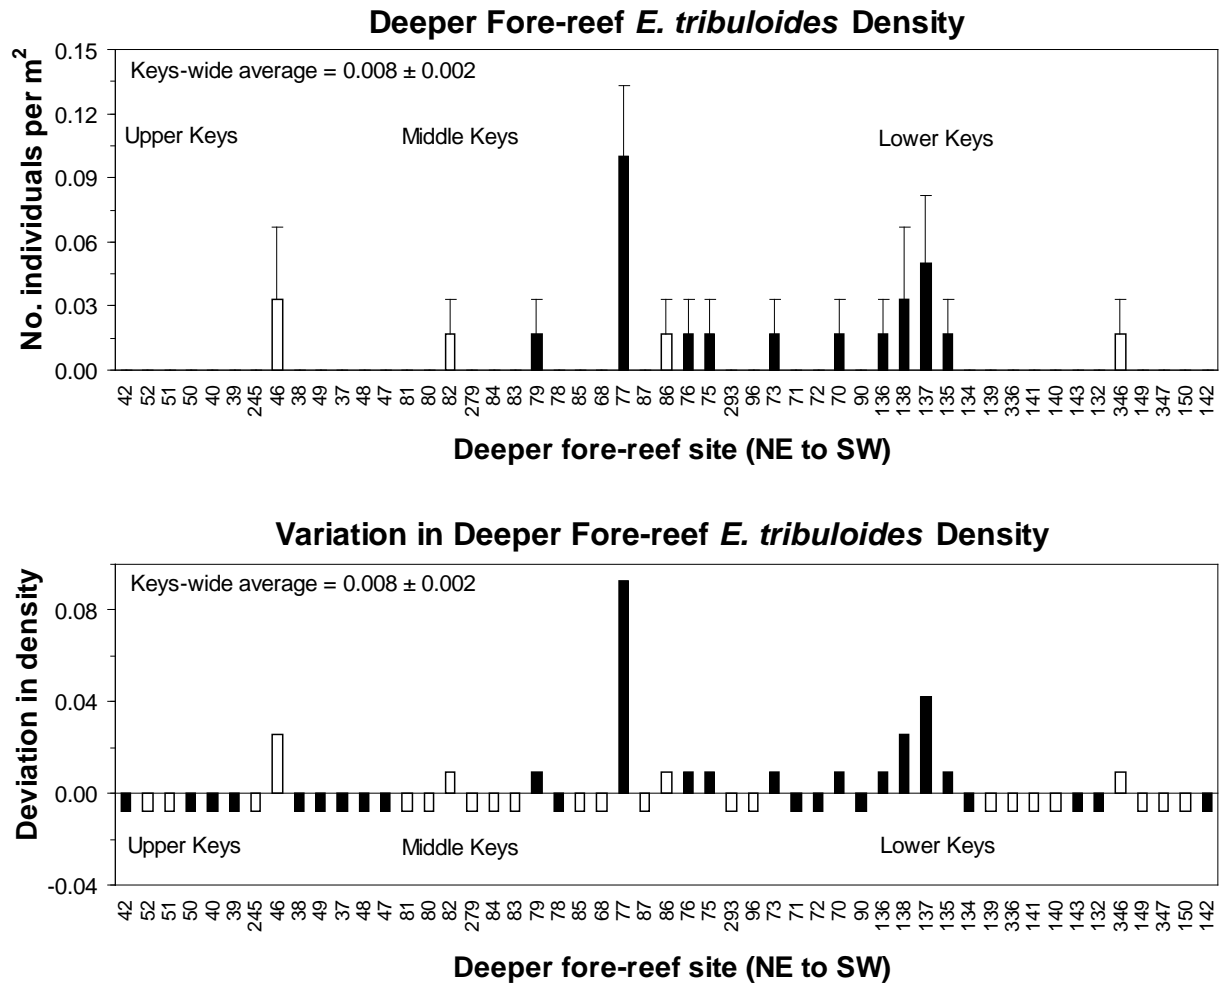 Deeper Fore-reef E. tribuloides Density
No. individuals per m²
0.15
0.12
0.09
0.06
0.03
0.00
Keys-wide average = 0.008 ± 0.002
Upper Keys
Middle Keys
Lower Keys
42 52 51 50 40 39 245 46 38 49 37 48 47 81 80 82 279 84 83 79 78 85 68 77 87 86 76 75 293 96 73 71 72 70 90 136 138 137 135 134 139 336 141 140 143 132 346 149 347 150 142
Deeper fore-reef site (NE to SW)
Variation in Deeper Fore-reef E. tribuloides Density
Deviation in density
0.08
0.04
0.00
-0.04
Keys-wide average = 0.008 ± 0.002
Upper Keys
Middle Keys
Lower Keys
42 52 51 50 40 39 245 46 38 49 37 48 47 81 80 82 279 84 83 79 78 85 68 77 87 86 76 75 293 96 73 71 72 70 90 136 138 137 135 134 139 336 141 140 143 132 346 149 347 150 142
Deeper fore-reef site (NE to SW)